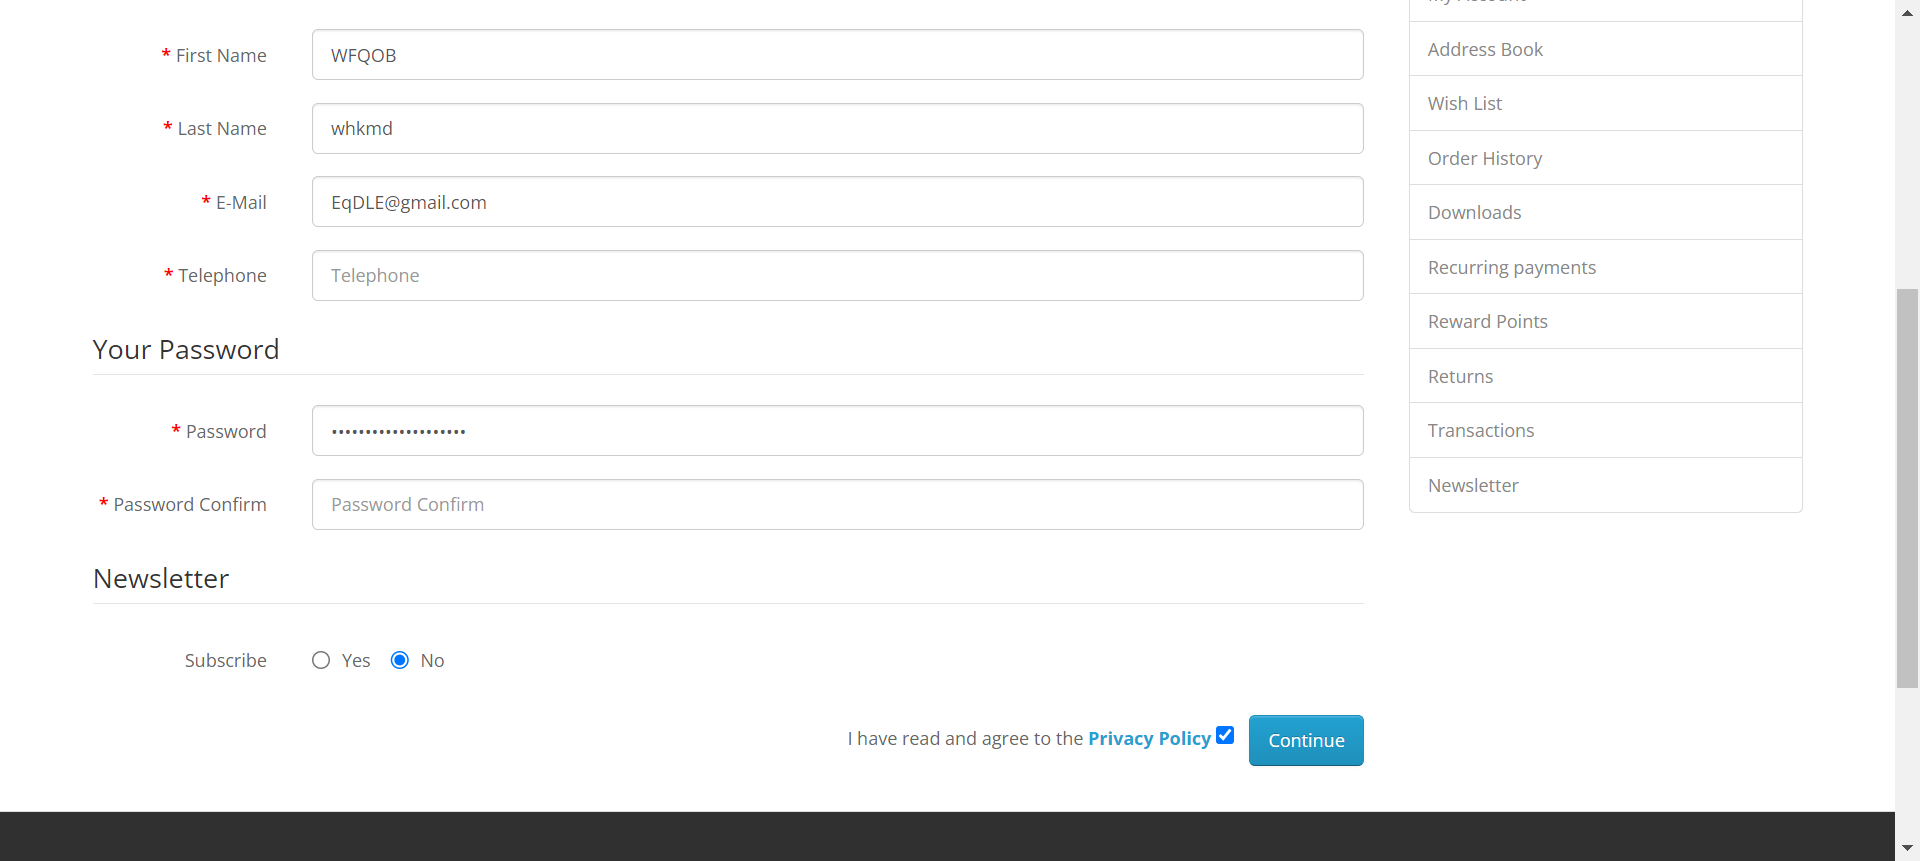 * First Name
WFQOB
* Last Name
whkmd
* E-Mail
EqDLE@gmail.com
* Telephone
Telephone
Your Password
* Password
••••••••••••••••••••
* Password Confirm
Password Confirm
Newsletter
Subscribe
Yes
No
I have read and agree to the Privacy Policy
Continue
My Account
Address Book
Wish List
Order History
Downloads
Recurring payments
Reward Points
Returns
Transactions
Newsletter